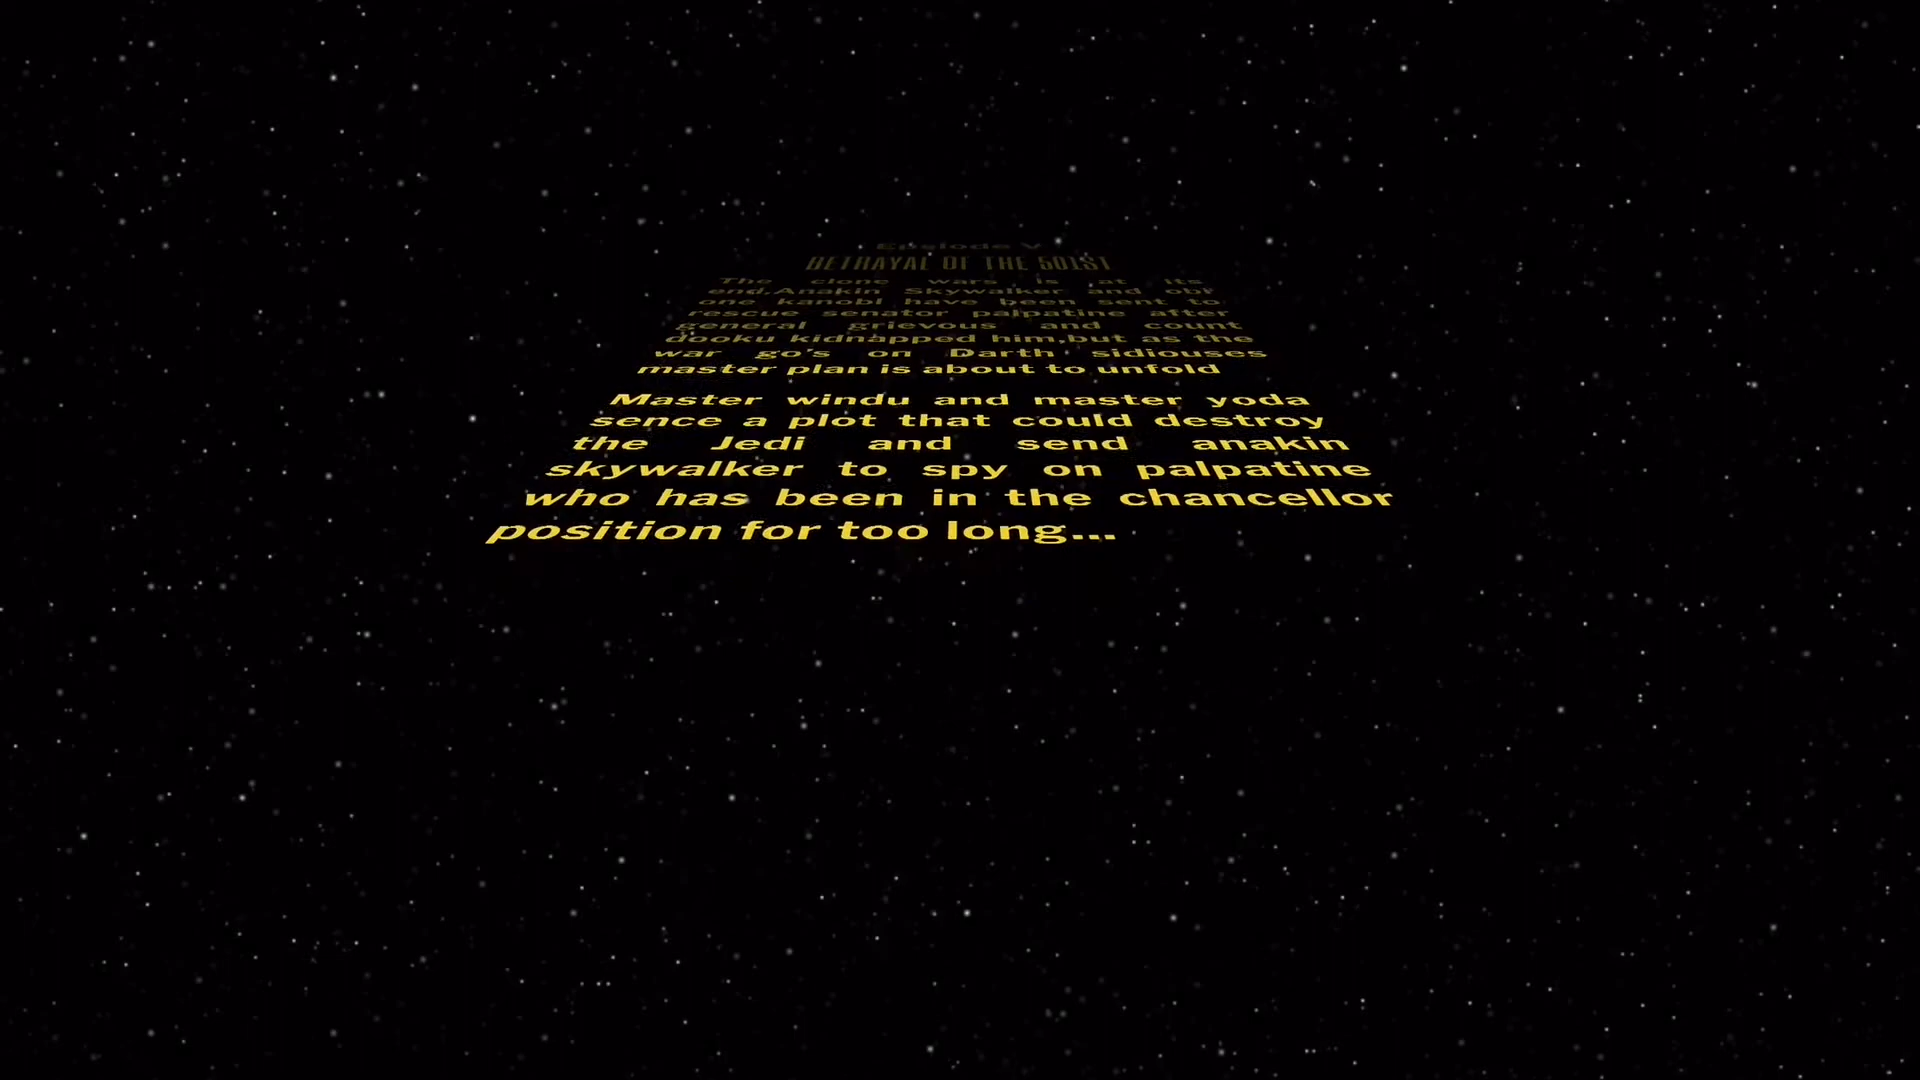 Epsiode V
BETRAYAL OF THE 501ST
The clone wars is at its
end,Anakin Skywalker and obi
one kanobi have been sent to
rescue senator palpatine after
general grievous and count
dooku kidnapped him,but as the
war go's on Darth sidiouses
master plan is about to unfold
Master windu and master yoda
sence a plot that could destroy
the Jedi and send anakin
skywalker to spy on palpatine
who has been in the chancellor
position for too long...